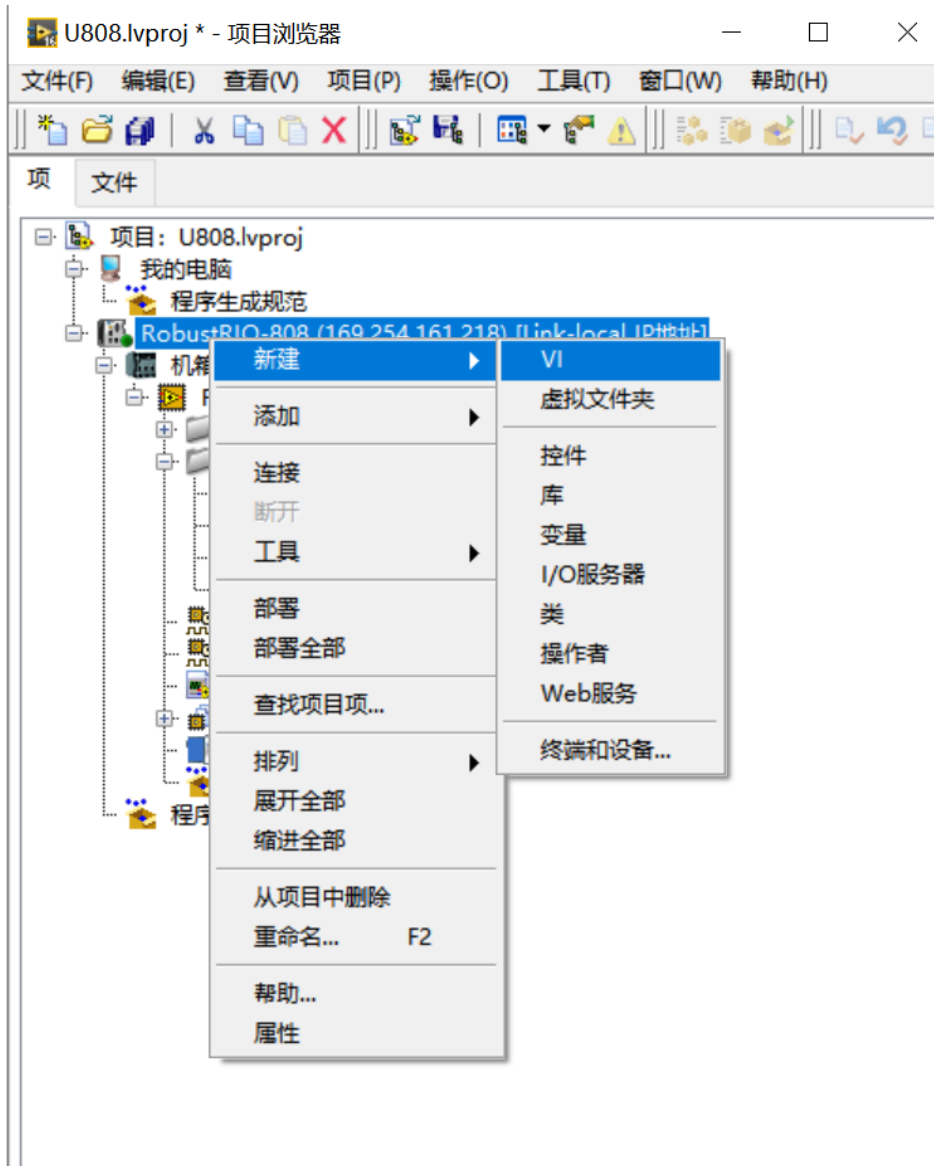 U808.lvproj * - 项目浏览器
文件(F) 编辑(E) 查看(V) 项目(P) 操作(O) 工具(T) 窗口(W) 帮助(H)
项 文件
项目：U808.lvproj
我的电脑
程序生成规范
RobustRIO-808 (169.254.161.218) [Link-local IP地址]
机箱
新建
添加
连接
断开
工具
部署
部署全部
查找项目项...
排列
展开全部
缩进全部
从项目中删除
重命名... F2
帮助...
属性
VI
虚拟文件夹
控件
库
变量
I/O服务器
类
操作者
Web服务
终端和设备...
程序